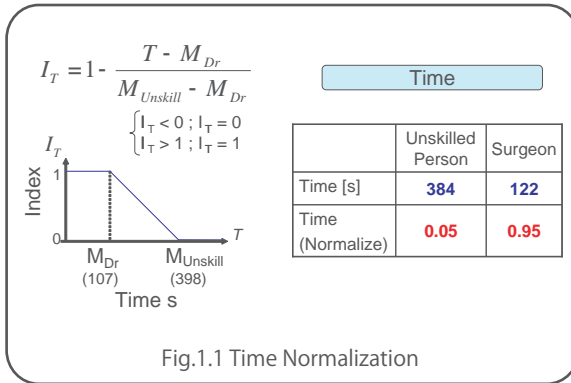 I_T = 1 - (T - M_Dr) / (M_Unskill - M_Dr)
{ I_T < 0 ; I_T = 0
I_T > 1 ; I_T = 1
I_T
1
Index
0
T
M_Dr M_Unskill
(107) (398)
Time s
Time
Unskilled Person Surgeon
Time [s] 384 122
Time (Normalize) 0.05 0.95
Fig.1.1 Time Normalization